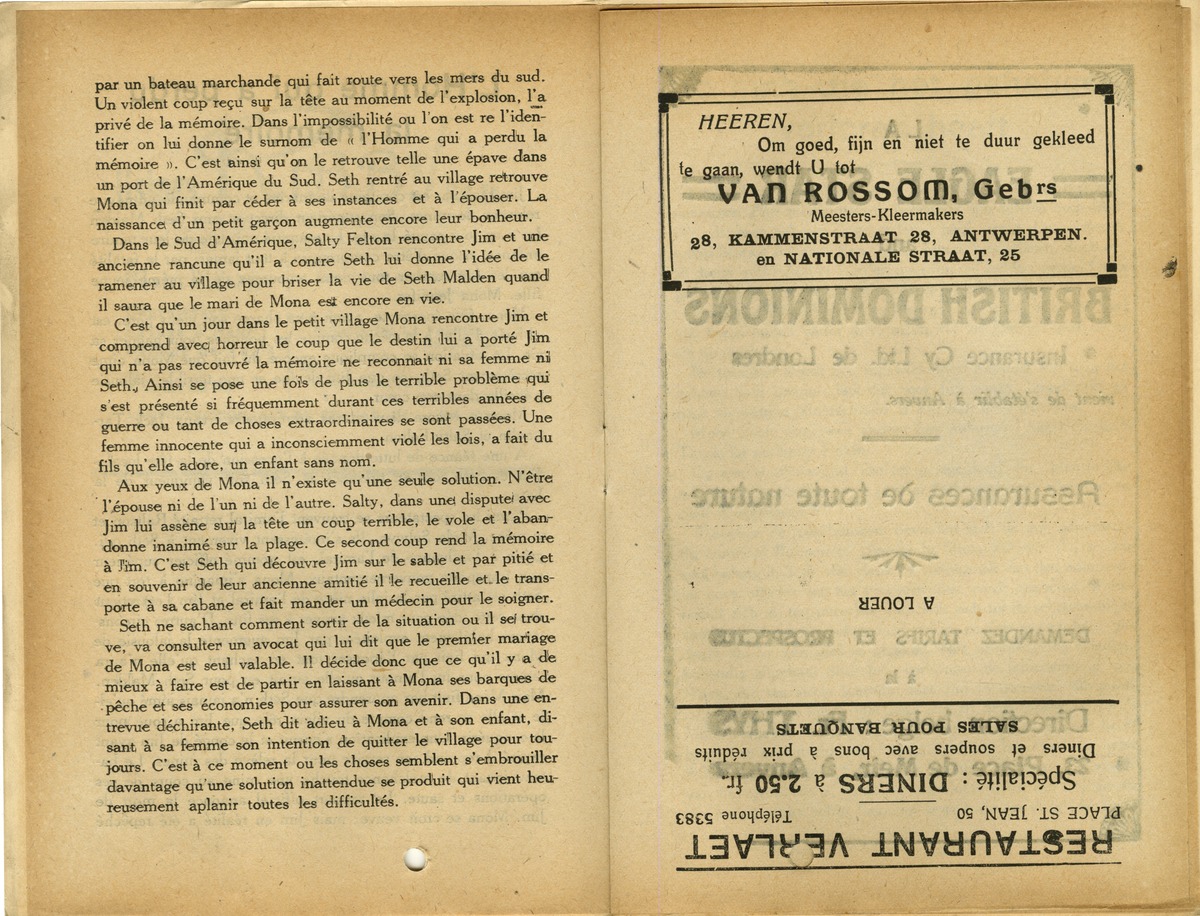 par un bateau marchande qui fait route vers les mers du sud.
Un violent coup reçu sur la tête au moment de l'explosion, l'a
privé de la mémoire. Dans l'impossibilité ou l'on est re l'iden-
tifier on lui donne le surnom de « l'Homme qui a perdu la
mémoire ». C'est ainsi qu'on le retrouve telle une épave dans
un port de l'Amérique du Sud. Seth rentré au village retrouve
Mona qui finit par céder à ses instances et à l'épouser. La
naissance d'un petit garçon augmente encore leur bonheur.
Dans le Sud d'Amérique, Salty Felton rencontre Jim et une
ancienne rancune qu'il a contre Seth lui donne l'idée de le
ramener au village pour briser la vie de Seth Malden quand
il saura que le mari de Mona est encore en vie.
C'est qu'un jour dans le petit village Mona rencontre Jim et
comprend avec horreur le coup que le destin lui a porté Jim
qui n'a pas recouvré la mémoire ne reconnait ni sa femme ni
Seth. Ainsi se pose une fois de plus le terrible problème qui
s'est présenté si fréquemment durant ces terribles années de
guerre ou tant de choses extraordinaires se sont passées. Une
femme innocente qui a inconsciemment violé les lois, a fait du
fils qu'elle adore, un enfant sans nom.
Aux yeux de Mona il n'existe qu'une seule solution. N'être
l'épouse ni de l'un ni de l'autre. Salty, dans une dispute avec
Jim lui assène sur la tête un coup terrible, le vole et l'aban-
donne inanimé sur la plage. Ce second coup rend la mémoire
à Jim. C'est Seth qui découvre Jim sur le sable et par pitié et
en souvenir de leur ancienne amitié il le recueille et le trans-
porte à sa cabane et fait mander un médecin pour le soigner.
Seth ne sachant comment sortir de la situation ou il se trou-
ve, va consulter un avocat qui lui dit que le premier mariage
de Mona est seul valable. Il décide donc que ce qu'il y a de
mieux à faire est de partir en laissant à Mona ses barques de
pêche et ses économies pour assurer son avenir. Dans une en-
trevue déchirante, Seth dit adieu à Mona et à son enfant, di-
sant à sa femme son intention de quitter le village pour tou-
jours. C'est à ce moment ou les choses semblent s'embrouiller
davantage qu'une solution inattendue se produit qui vient heu-
reusement aplanir toutes les difficultés.
HEEREN,
Om goed, fijn en niet te duur gekleed
te gaan, wendt U tot
VAN ROSSOM, Gebrs
Meesters-Kleermakers
28, KAMMENSTRAAT 28, ANTWERPEN.
en NATIONALE STRAAT, 25
RESTAURANT VERLAET
PLACE ST. JEAN, 50 Téléphone 5383
Spécialité : DINERS à 2.50 fr.
Diners et soupers avec bons à prix réduits
SALES POUR BANQUETS
A LOUER
BRITISH DOMINIONS
Insurance Cy Ltd. de Londres
vient de s'établir à Anvers.
Assurances de toute nature
DEMANDEZ TARIFS ET PROSPECTUS
à la